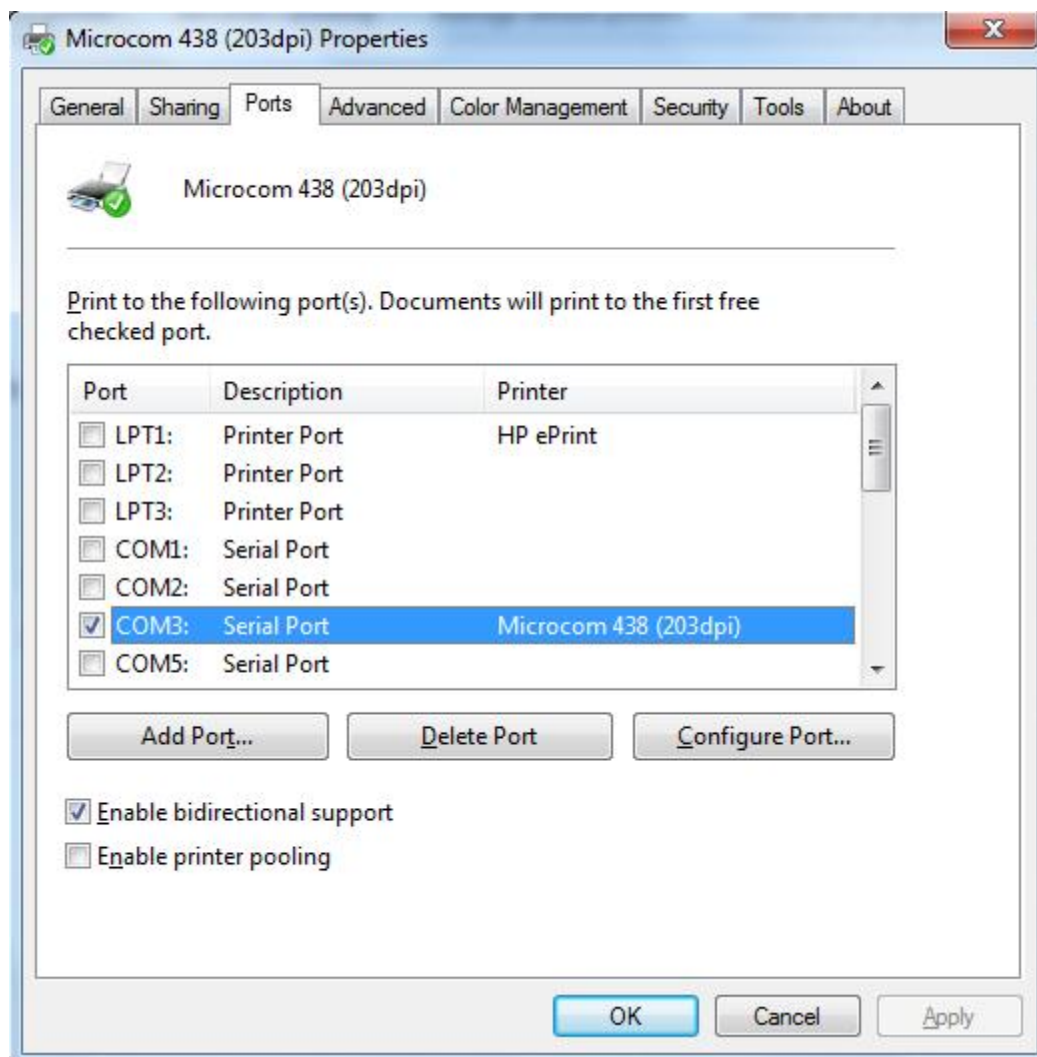 Microcom 438 (203dpi) Properties
General Sharing Ports Advanced Color Management Security Tools About
Microcom 438 (203dpi)
Print to the following port(s). Documents will print to the first free
checked port.
Port Description Printer
LPT1: Printer Port HP ePrint
LPT2: Printer Port
LPT3: Printer Port
COM1: Serial Port
COM2: Serial Port
COM3: Serial Port Microcom 438 (203dpi)
COM5: Serial Port
Add Port... Delete Port Configure Port...
Enable bidirectional support
Enable printer pooling
OK Cancel Apply